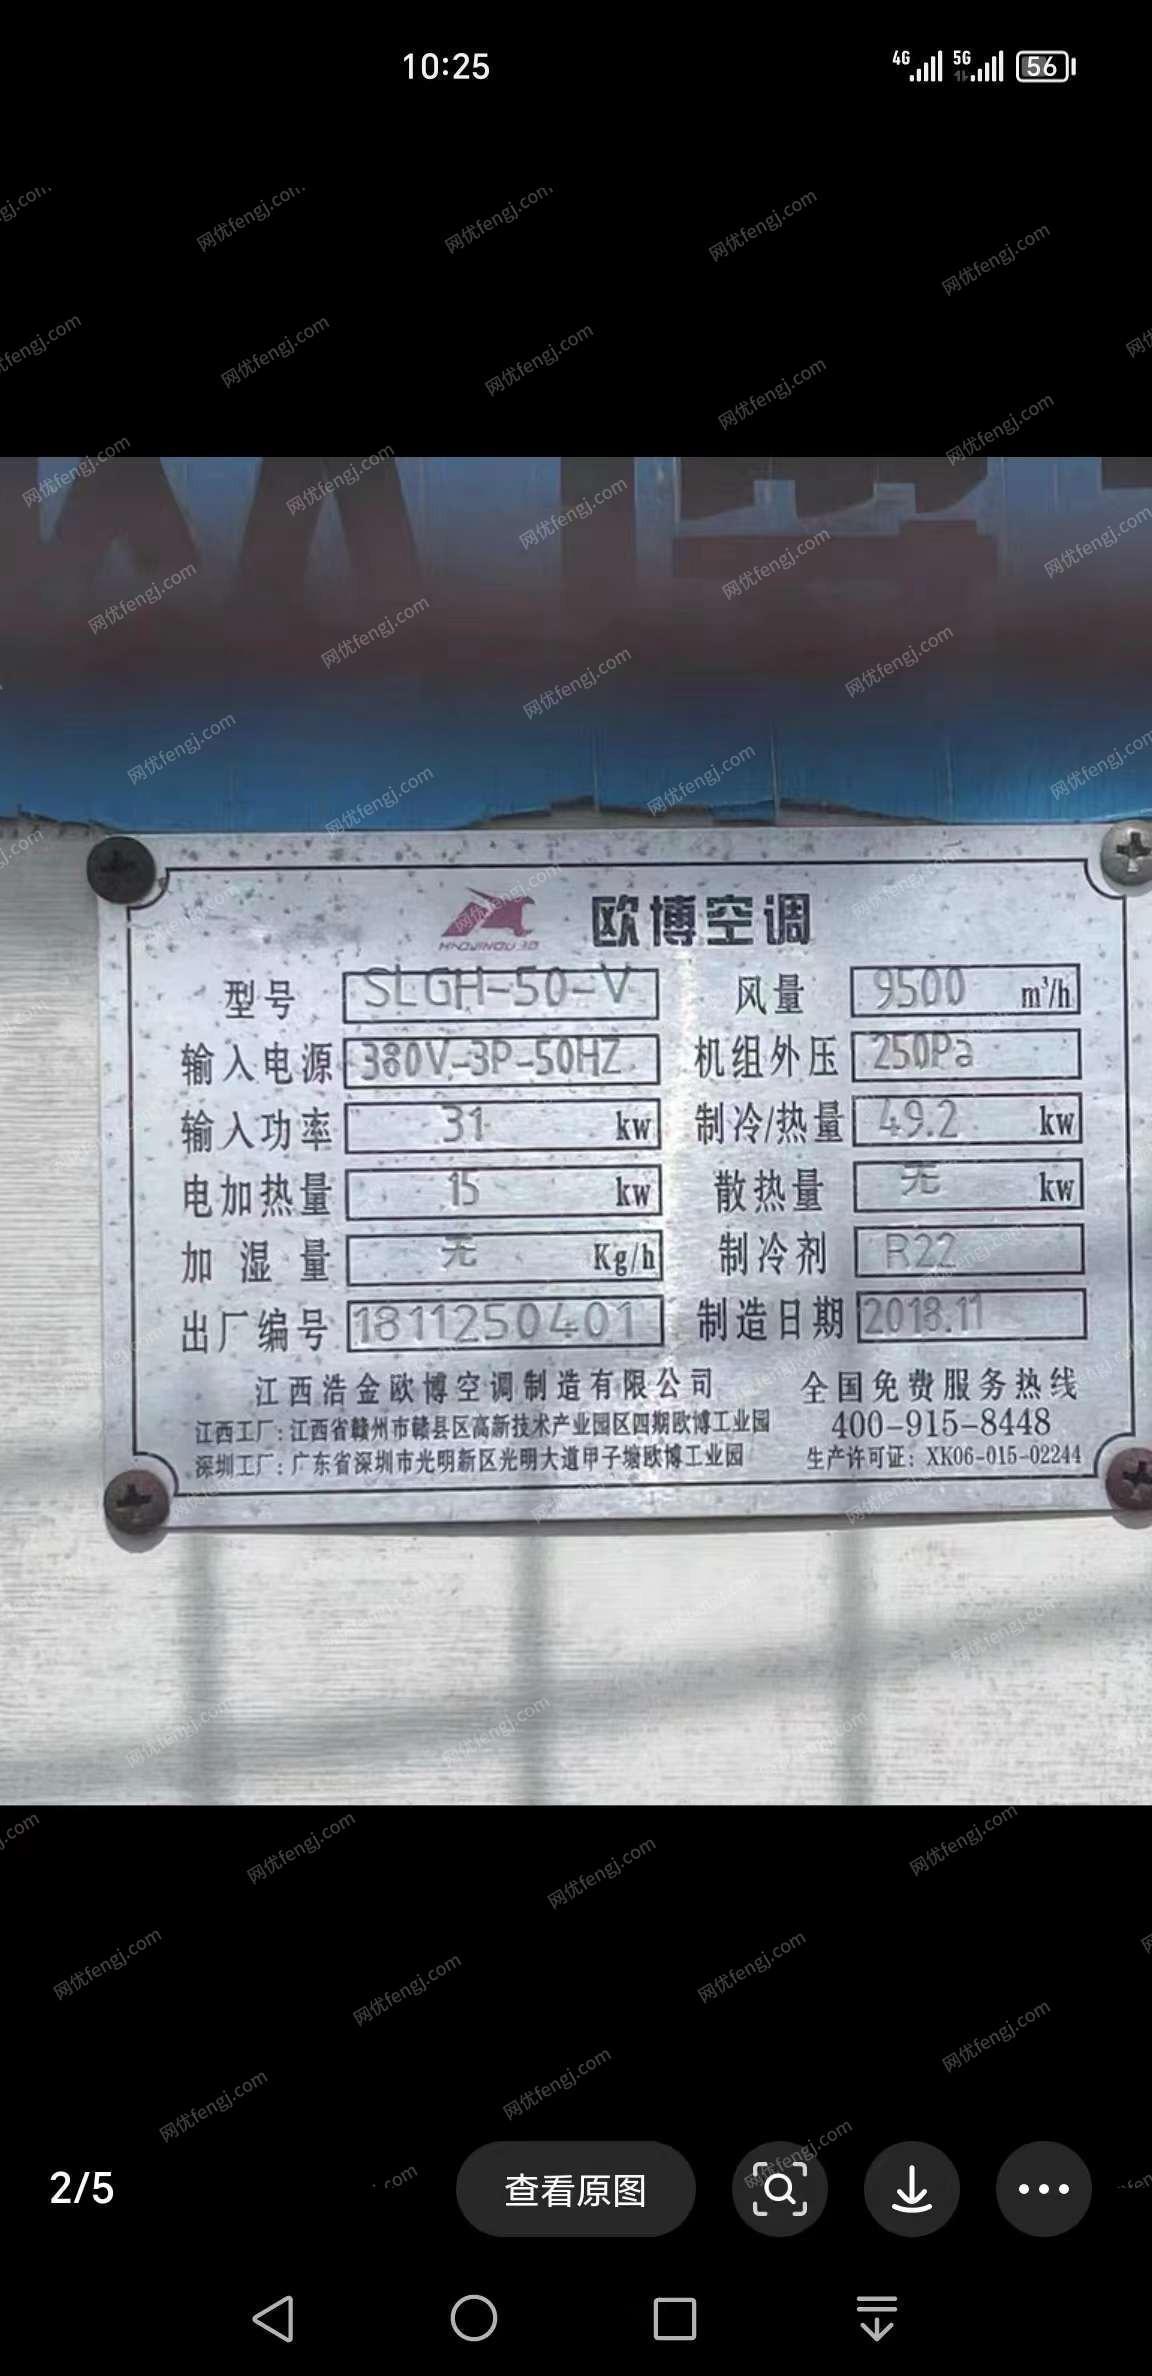 10:25
4G 5G 56
欧博空调
型号 SLGH-50-V 风量 9500 m³/h
输入电源 380V-3P-50HZ 机组外压 250Pa
输入功率 31 kw 制冷/热量 49.2 kw
电加热量 15 kw 散热量 无 kw
加湿量 无 Kg/h 制冷剂 R22
出厂编号 1811250401 制造日期 2018.11
江西浩金欧博空调制造有限公司 全国免费服务热线
江西工厂: 江西省赣州市赣县区高新技术产业园区四期欧博工业园 400-915-8448
深圳工厂: 广东省深圳市光明新区光明大道甲子塘欧博工业园 生产许可证: XK06-015-02244
网优fengj.com
2/5 查看原图